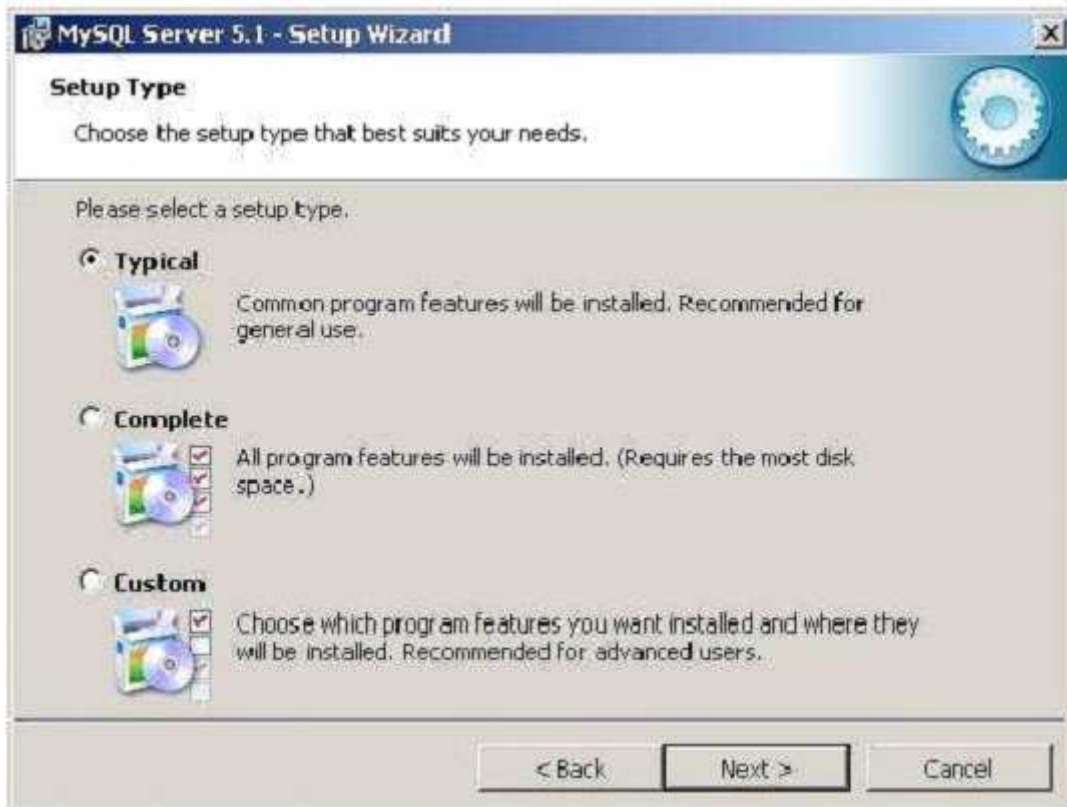 MySQL Server 5.1 - Setup Wizard
Setup Type
Choose the setup type that best suits your needs.
Please select a setup type.
Typical
Common program features will be installed. Recommended for
general use.
Complete
All program features will be installed. (Requires the most disk
space.)
Custom
Choose which program features you want installed and where they
will be installed. Recommended for advanced users.
< Back
Next >
Cancel